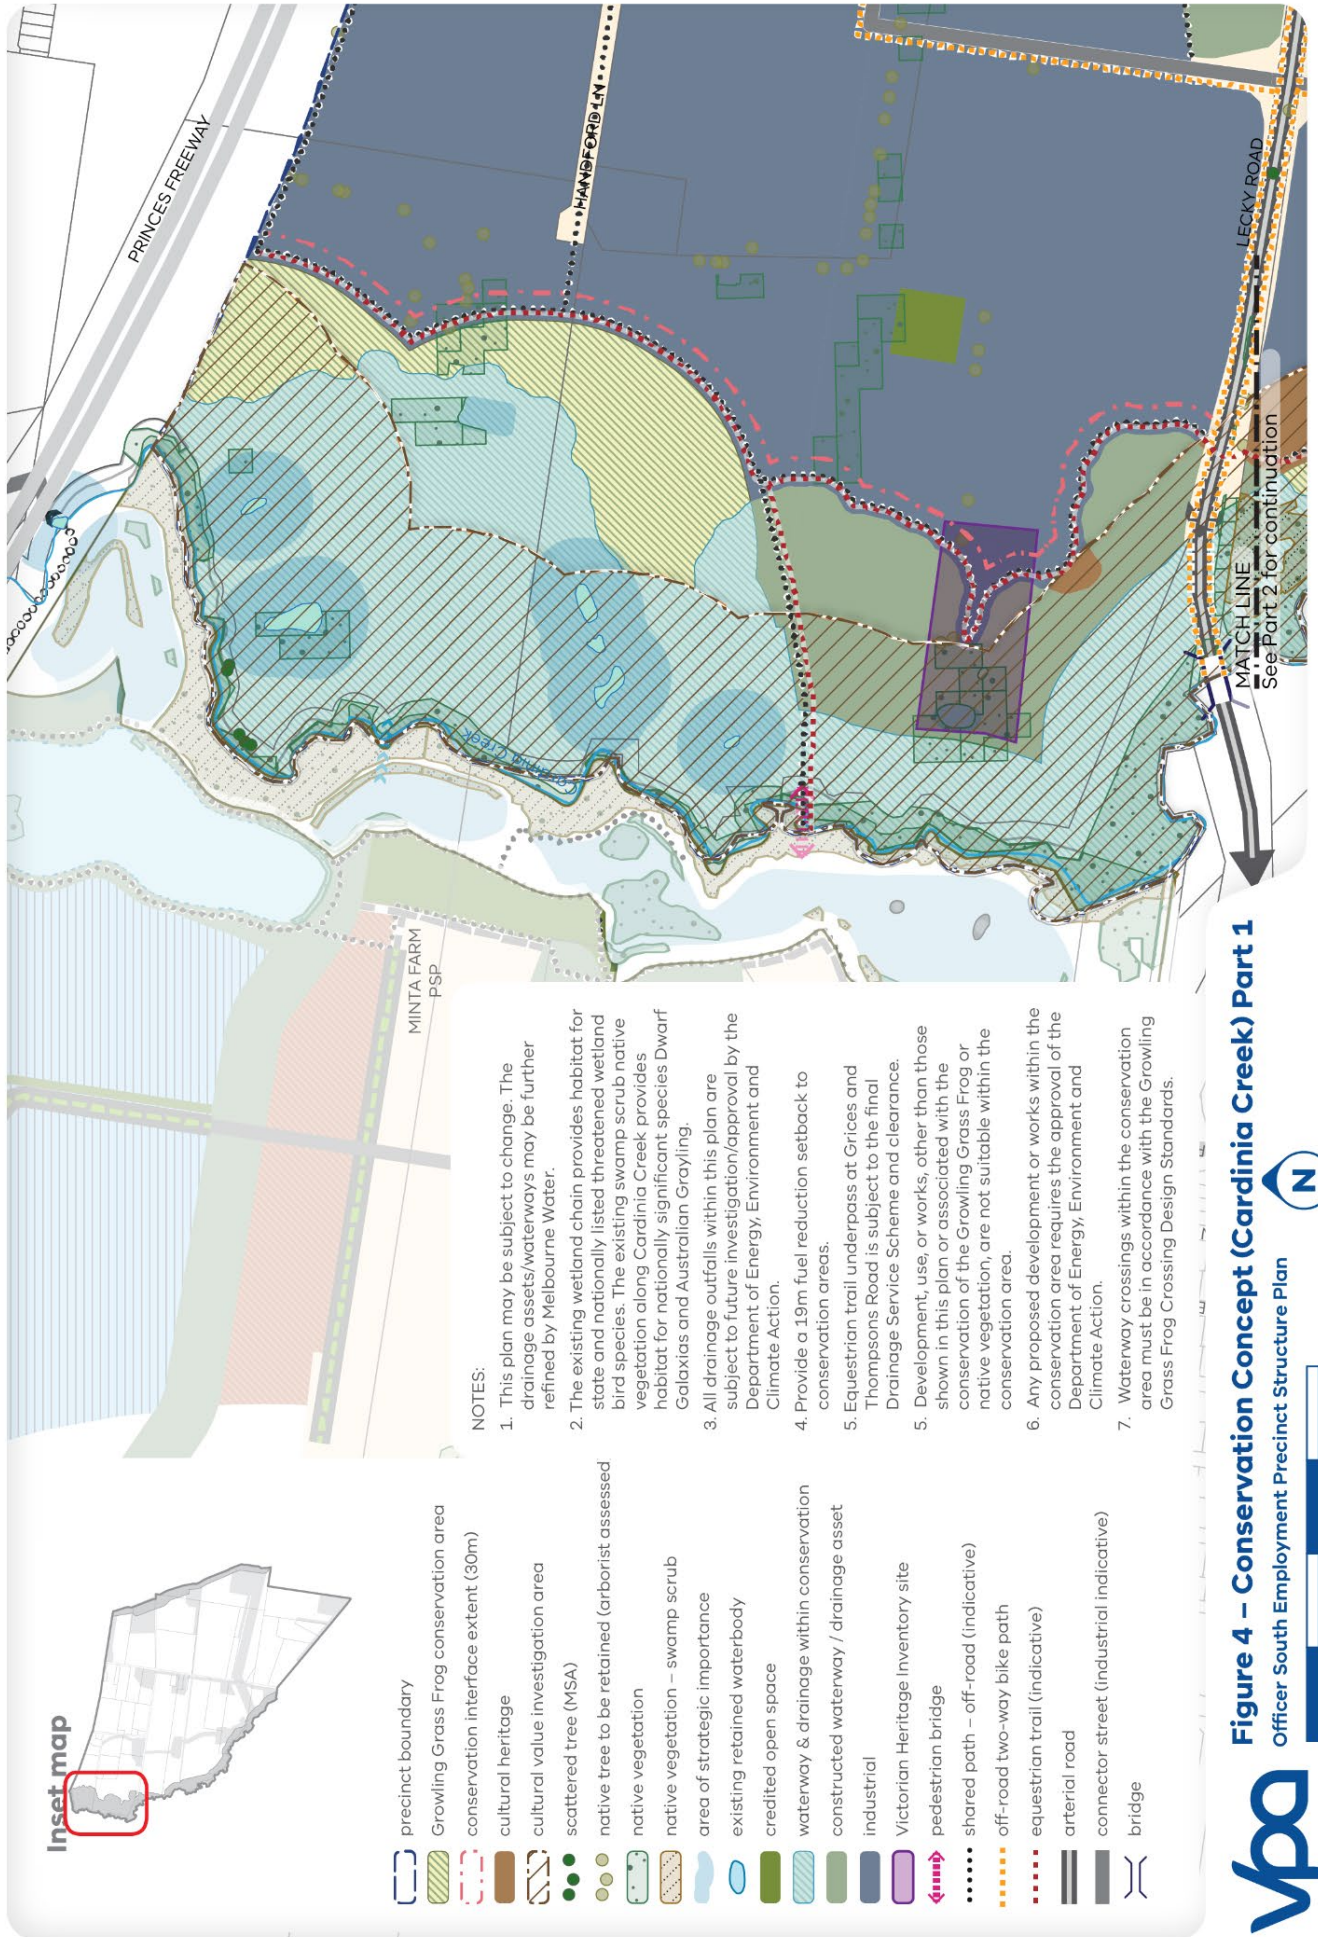 Inset map
precinct boundary
Growling Grass Frog conservation area
conservation interface extent (30m)
cultural heritage
cultural value investigation area
scattered tree (MSA)
native tree to be retained (arborist assessed
native vegetation
native vegetation – swamp scrub
area of strategic importance
existing retained waterbody
credited open space
waterway & drainage within conservation
constructed waterway / drainage asset
industrial
Victorian Heritage Inventory site
pedestrian bridge
shared path – off-road (indicative)
off-road two-way bike path
equestrian trail (indicative)
arterial road
connector street (industrial indicative)
bridge
NOTES:
1. This plan may be subject to change. The
drainage assets/waterways may be further
refined by Melbourne Water.
2. The existing wetland chain provides habitat for
state and nationally listed threatened wetland
bird species. The existing swamp scrub native
vegetation along Cardinia Creek provides
habitat for nationally significant species Dwarf
Galaxias and Australian Grayling.
3. All drainage outfalls within this plan are
subject to future investigation/approval by the
Department of Energy, Environment and
Climate Action.
4. Provide a 19m fuel reduction setback to
conservation areas.
5. Equestrian trail underpass at Grices and
Thompsons Road is subject to the final
Drainage Service Scheme and clearance.
5. Development, use, or works, other than those
shown in this plan or associated with the
conservation of the Growling Grass Frog or
native vegetation, are not suitable within the
conservation area.
6. Any proposed development or works within the
conservation area requires the approval of the
Department of Energy, Environment and
Climate Action.
7. Waterway crossings within the conservation
area must be in accordance with the Growling
Grass Frog Crossing Design Standards.
MINTA FARM
PSP
PRINCES FREEWAY
HANDFORD LN
Cardinia Creek
LECKY ROAD
MATCH LINE
See Part 2 for continuation
vpa
Figure 4 – Conservation Concept (Cardinia Creek) Part 1
Officer South Employment Precinct Structure Plan
N